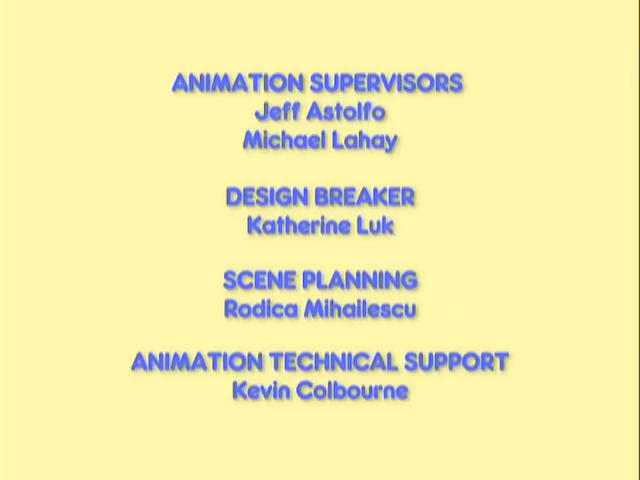 ANIMATION SUPERVISORS
Jeff Astolfo
Michael Lahay
DESIGN BREAKER
Katherine Luk
SCENE PLANNING
Rodica Mihailescu
ANIMATION TECHNICAL SUPPORT
Kevin Colbourne